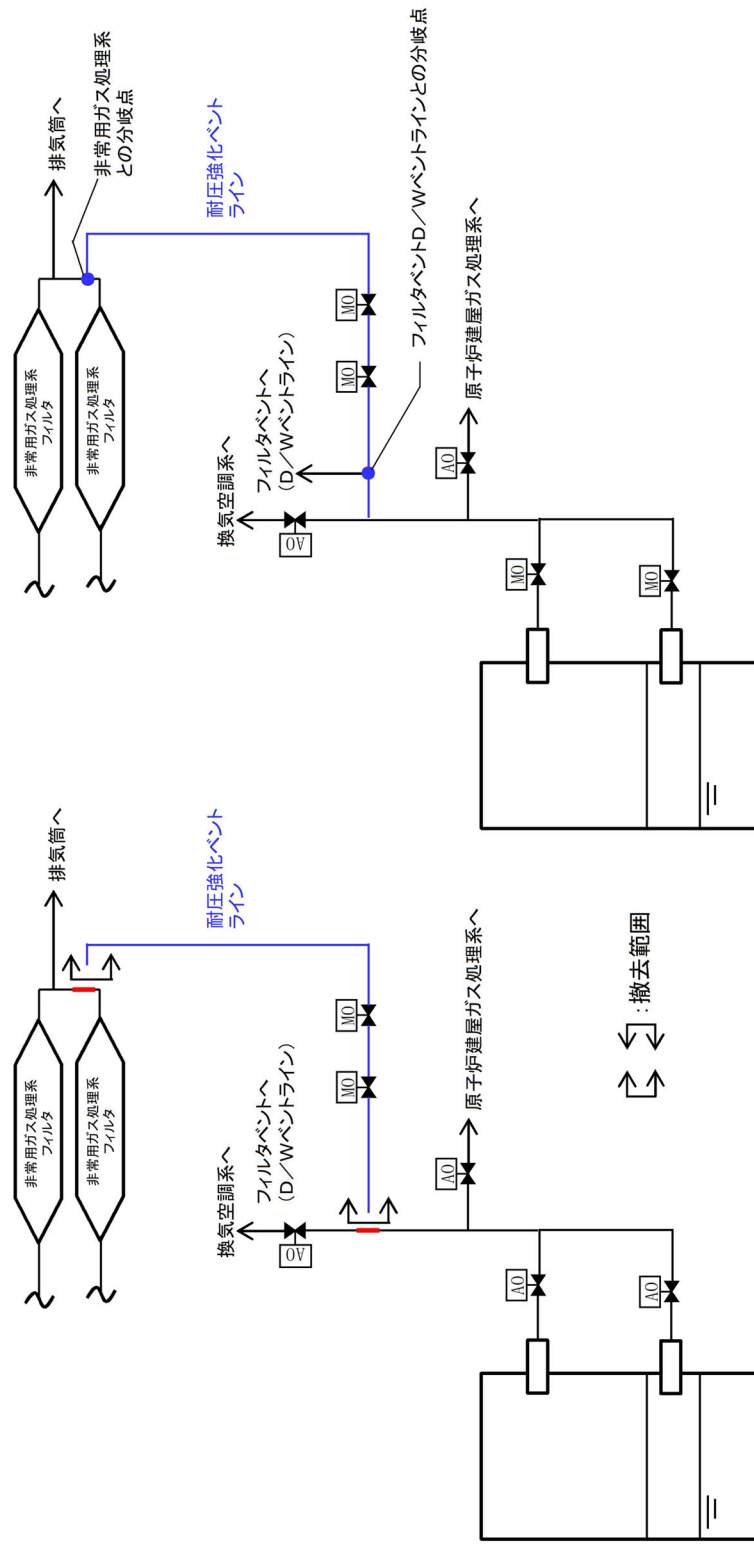 非常用ガス処理系
フィルタ
非常用ガス処理系
フィルタ
排気筒へ
耐圧強化ベント
ライン
換気空調系へ
フィルタベントへ
(D/Wベントライン)
AO
MO
MO
AO
原子炉建屋ガス処理系へ
AO
AO
:撤去範囲
非常用ガス処理系
フィルタ
非常用ガス処理系
フィルタ
排気筒へ
非常用ガス処理系
との分岐点
耐圧強化ベント
ライン
換気空調系へ
フィルタベントへ
(D/Wベントライン)
AO
MO
MO
フィルタベントD/Wベントラインとの分岐点
AO
原子炉建屋ガス処理系へ
MO
MO